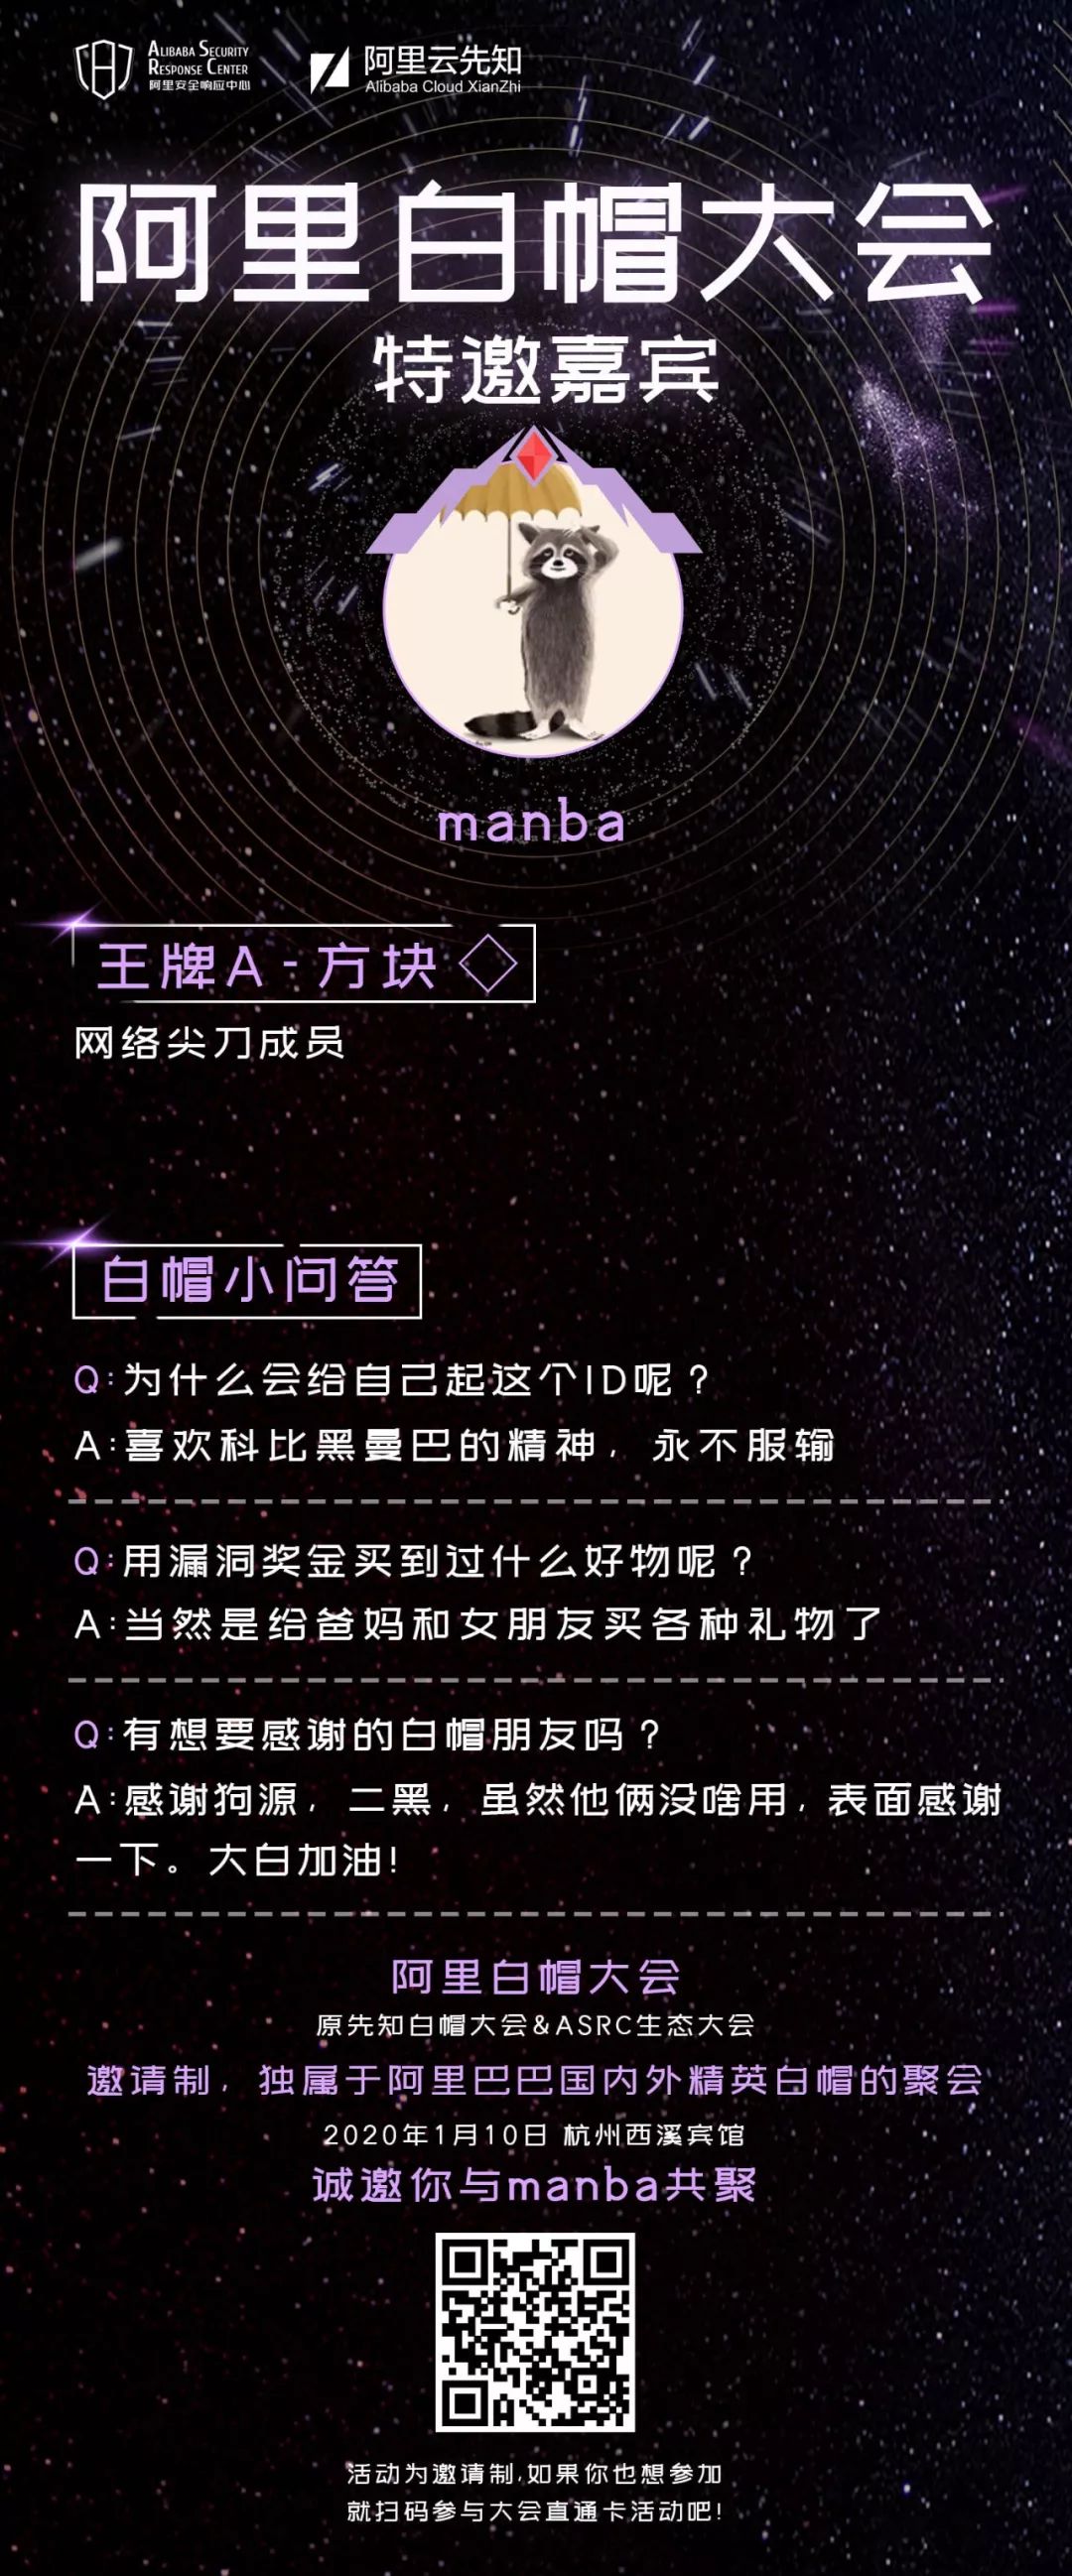 ALIBABA SECURITY
RESPONSE CENTER
阿里安全响应中心
阿里云先知
Alibaba Cloud XianZhi
阿里白帽大会
特邀嘉宾
manba
王牌A-方块
网络尖刀成员
白帽小问答
Q:为什么会给自己起这个ID呢？
A:喜欢科比黑曼巴的精神，永不服输
Q:用漏洞奖金买到过什么好物呢？
A:当然是给爸妈和女朋友买各种礼物了
Q:有想要感谢的白帽朋友吗？
A:感谢狗源，二黑，虽然他俩没啥用，表面感谢
一下。大白加油!
阿里白帽大会
原先知白帽大会&ASRC生态大会
邀请制，独属于阿里巴巴国内外精英白帽的聚会
2020年1月10日 杭州西溪宾馆
诚邀你与manba共聚
活动为邀请制,如果你也想参加
就扫码参与大会直通卡活动吧!